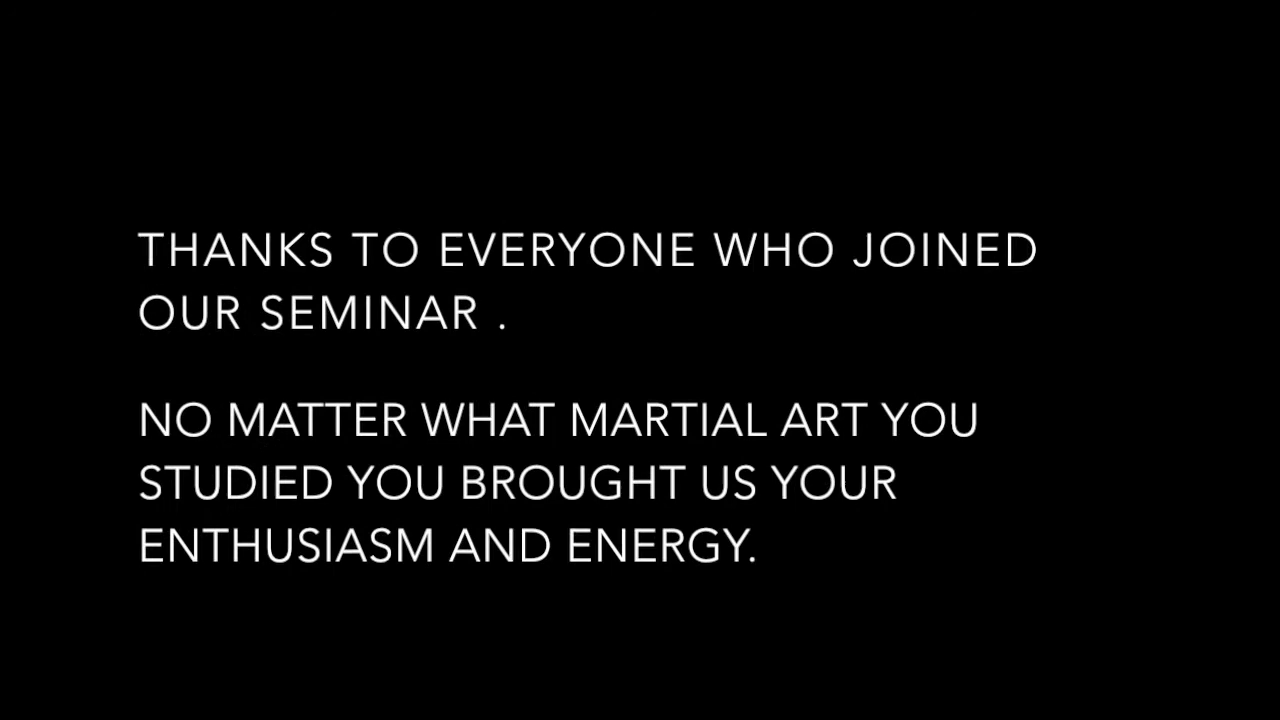 THANKS TO EVERYONE WHO JOINED
OUR SEMINAR .
NO MATTER WHAT MARTIAL ART YOU
STUDIED YOU BROUGHT US YOUR
ENTHUSIASM AND ENERGY.